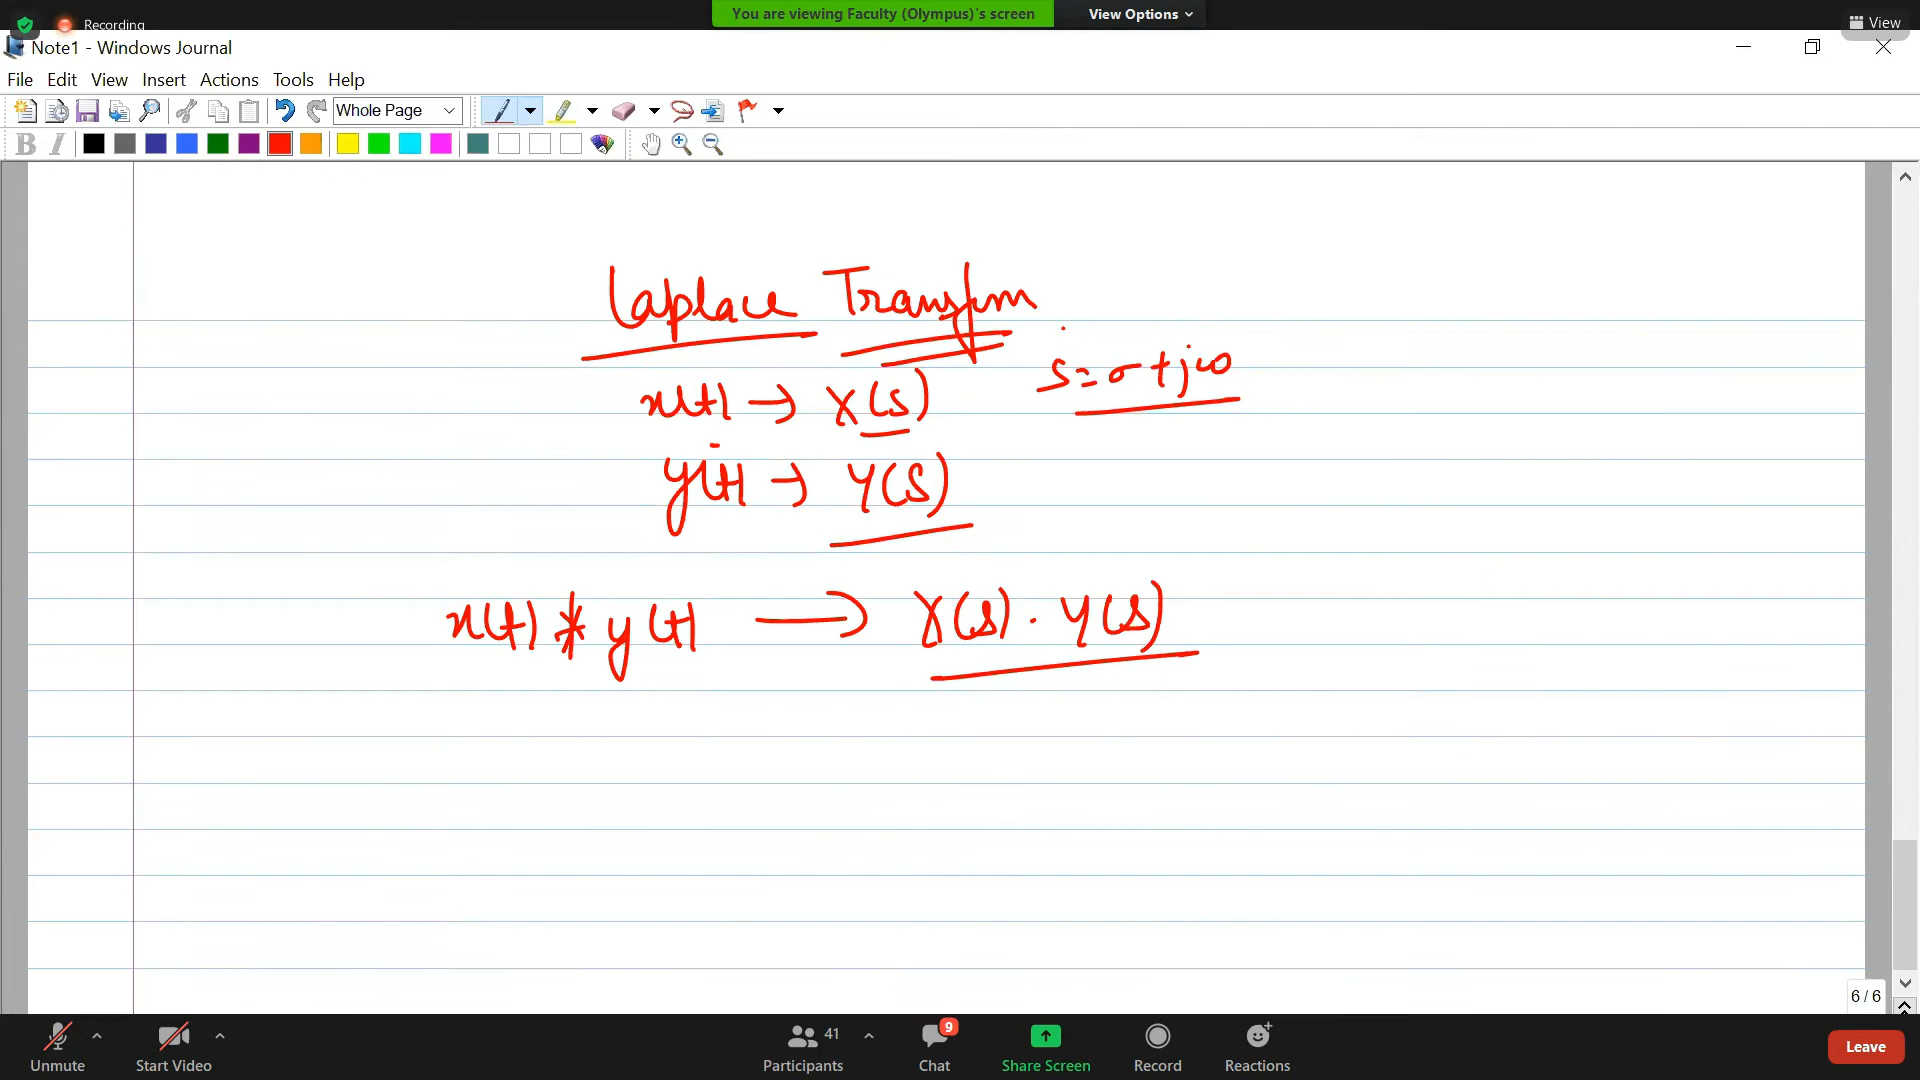 Recording
You are viewing Faculty (Olympus)'s screen
View Options
View
Note1 - Windows Journal
File Edit View Insert Actions Tools Help
Whole Page
B I
Laplace Transfrm
x(t) → X(s)
s = σ + jω
y(t) → Y(s)
x(t) * y(t) → X(s) . Y(s)
6 / 6
9
41
Unmute
Start Video
Participants
Chat
Share Screen
Record
Reactions
Leave